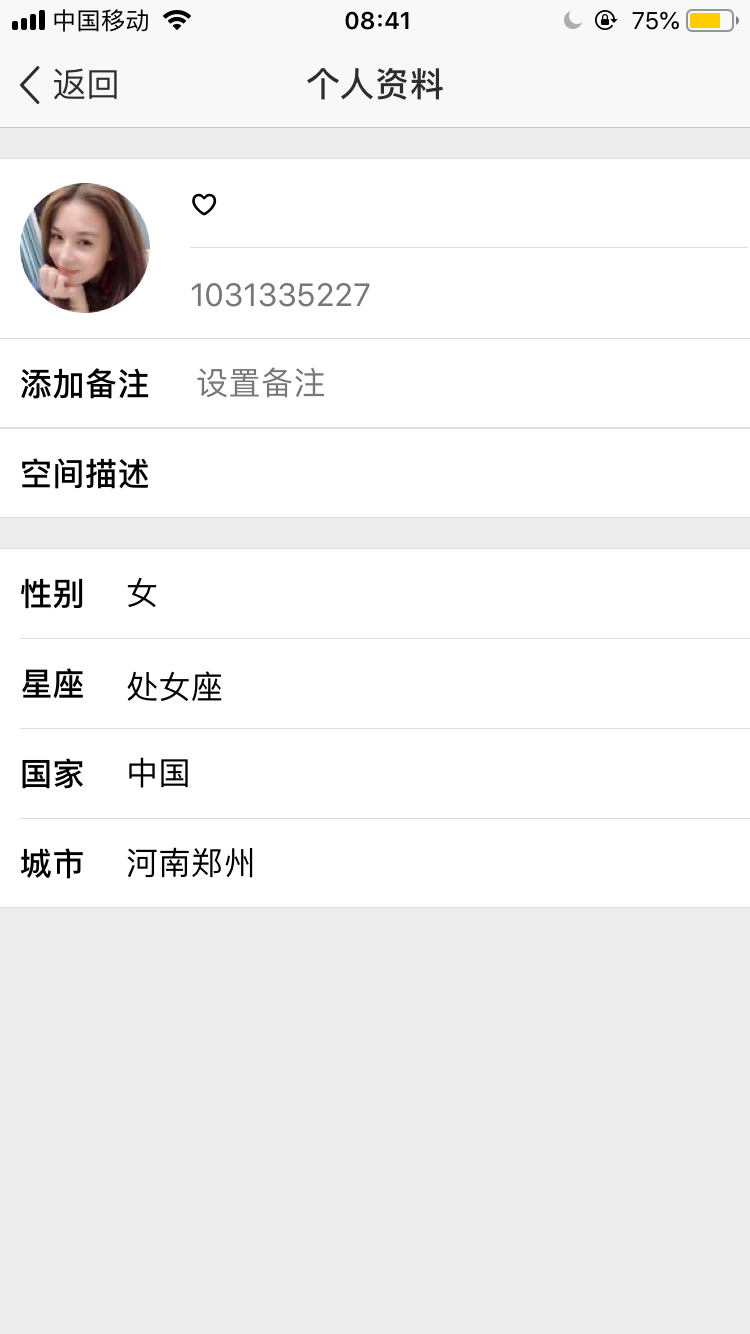 中国移动 08:41 75%
返回 个人资料
♡
1031335227
添加备注 设置备注
空间描述
性别 女
星座 处女座
国家 中国
城市 河南郑州